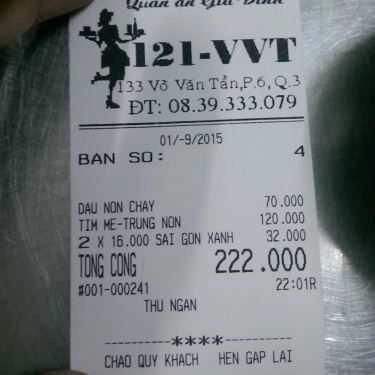 Quán ăn Gia Đình
121-VVT
133 Võ Văn Tần,P.6, Q.3
ĐT: 08.39.333.079
01/-9/2015
BAN SO: 4
DAU NON CHAY 70.000
TIM ME-TRUNG NON 120.000
2 X 16.000 SAI GON XANH 32.000
TONG CONG 222.000
#001-000241 22:01R
THU NGAN
---------****---------
CHAO QUY KHACH HEN GAP LAI